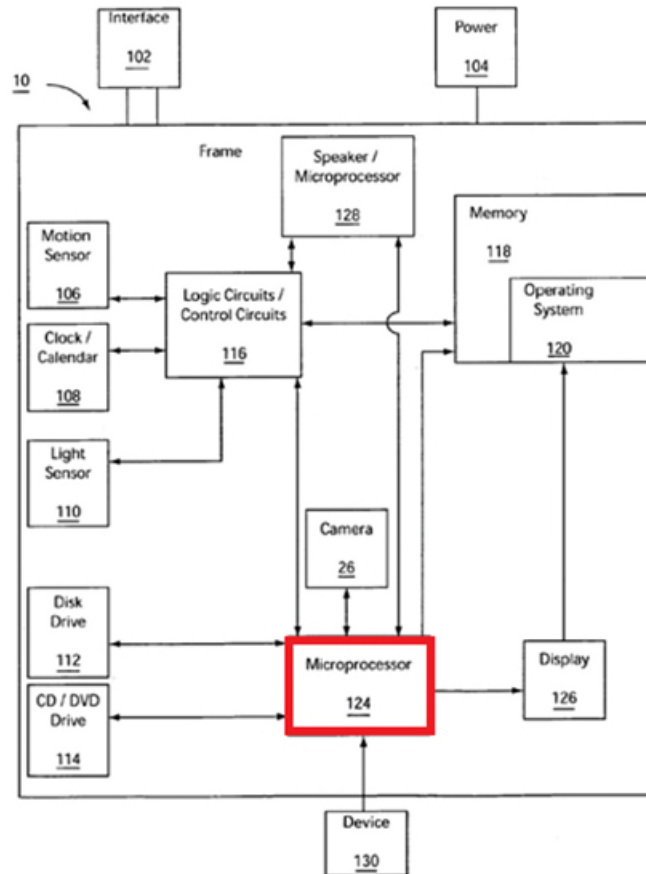 Interface
102
Power
104
10
Frame
Speaker /
Microprocessor
128
Memory
118
Operating
System
120
Motion
Sensor
106
Logic Circuits /
Control Circuits
116
Clock /
Calendar
108
Light
Sensor
110
Camera
26
Disk
Drive
112
Microprocessor
124
Display
126
CD / DVD
Drive
114
Device
130